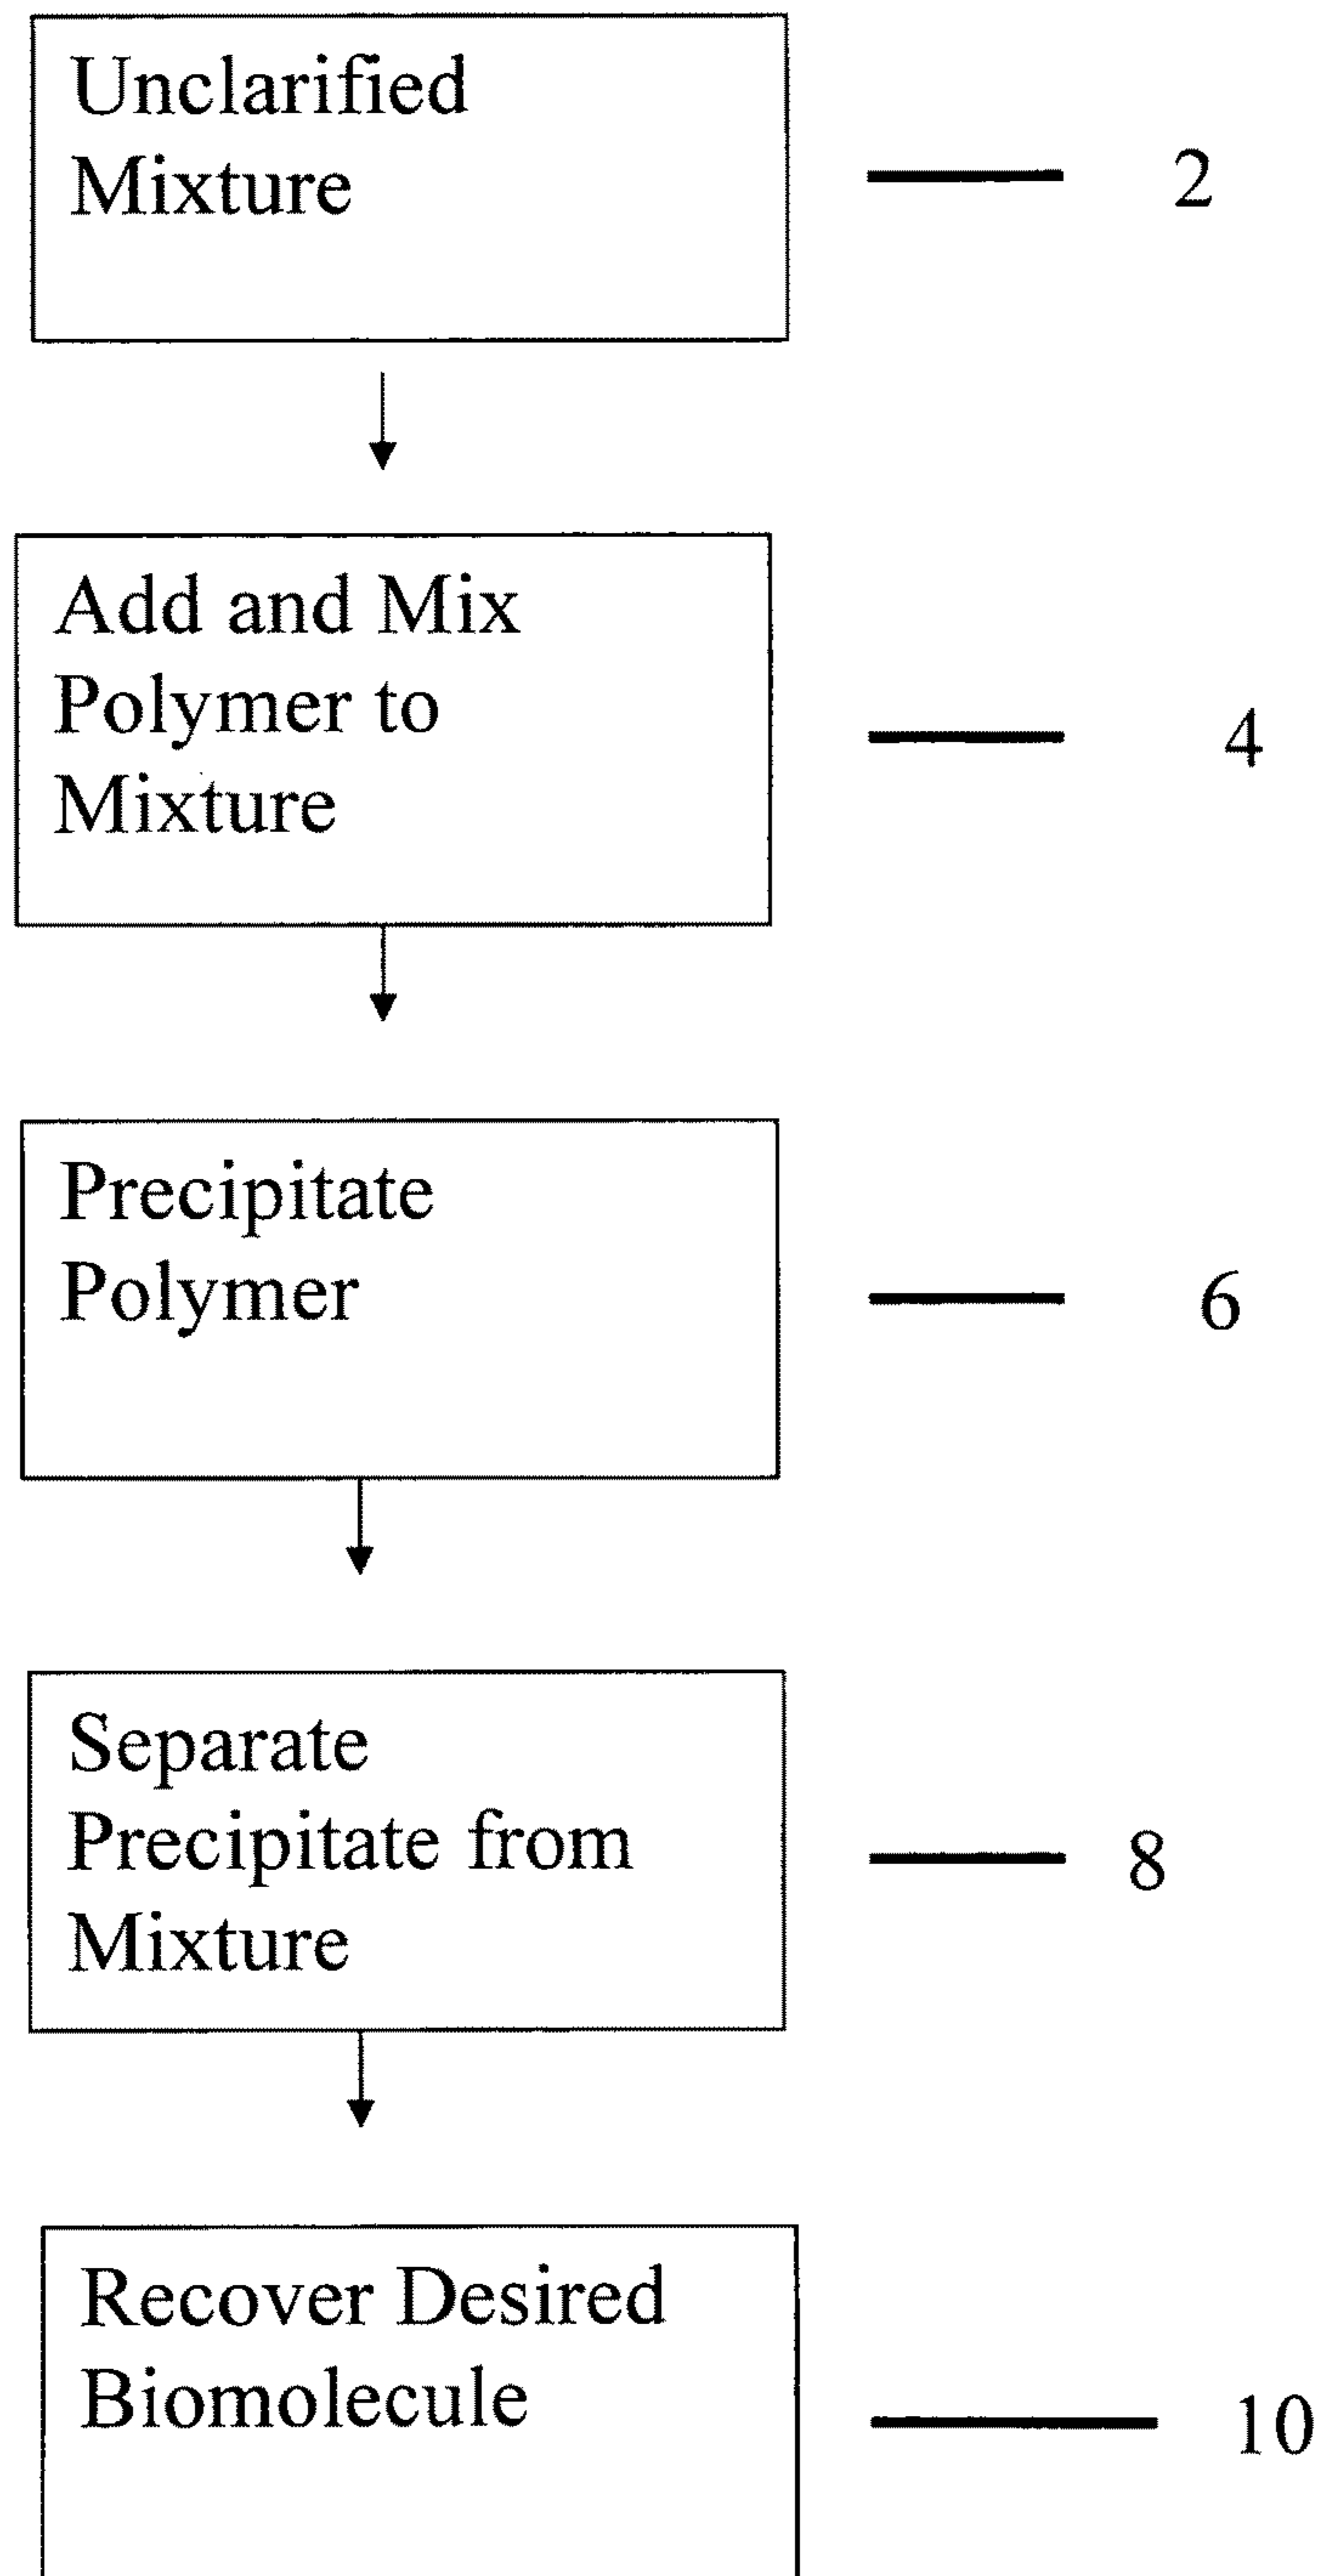 Unclarified
Mixture
2
Add and Mix
Polymer to
Mixture
4
Precipitate
Polymer
6
Separate
Precipitate from
Mixture
8
Recover Desired
Biomolecule
10